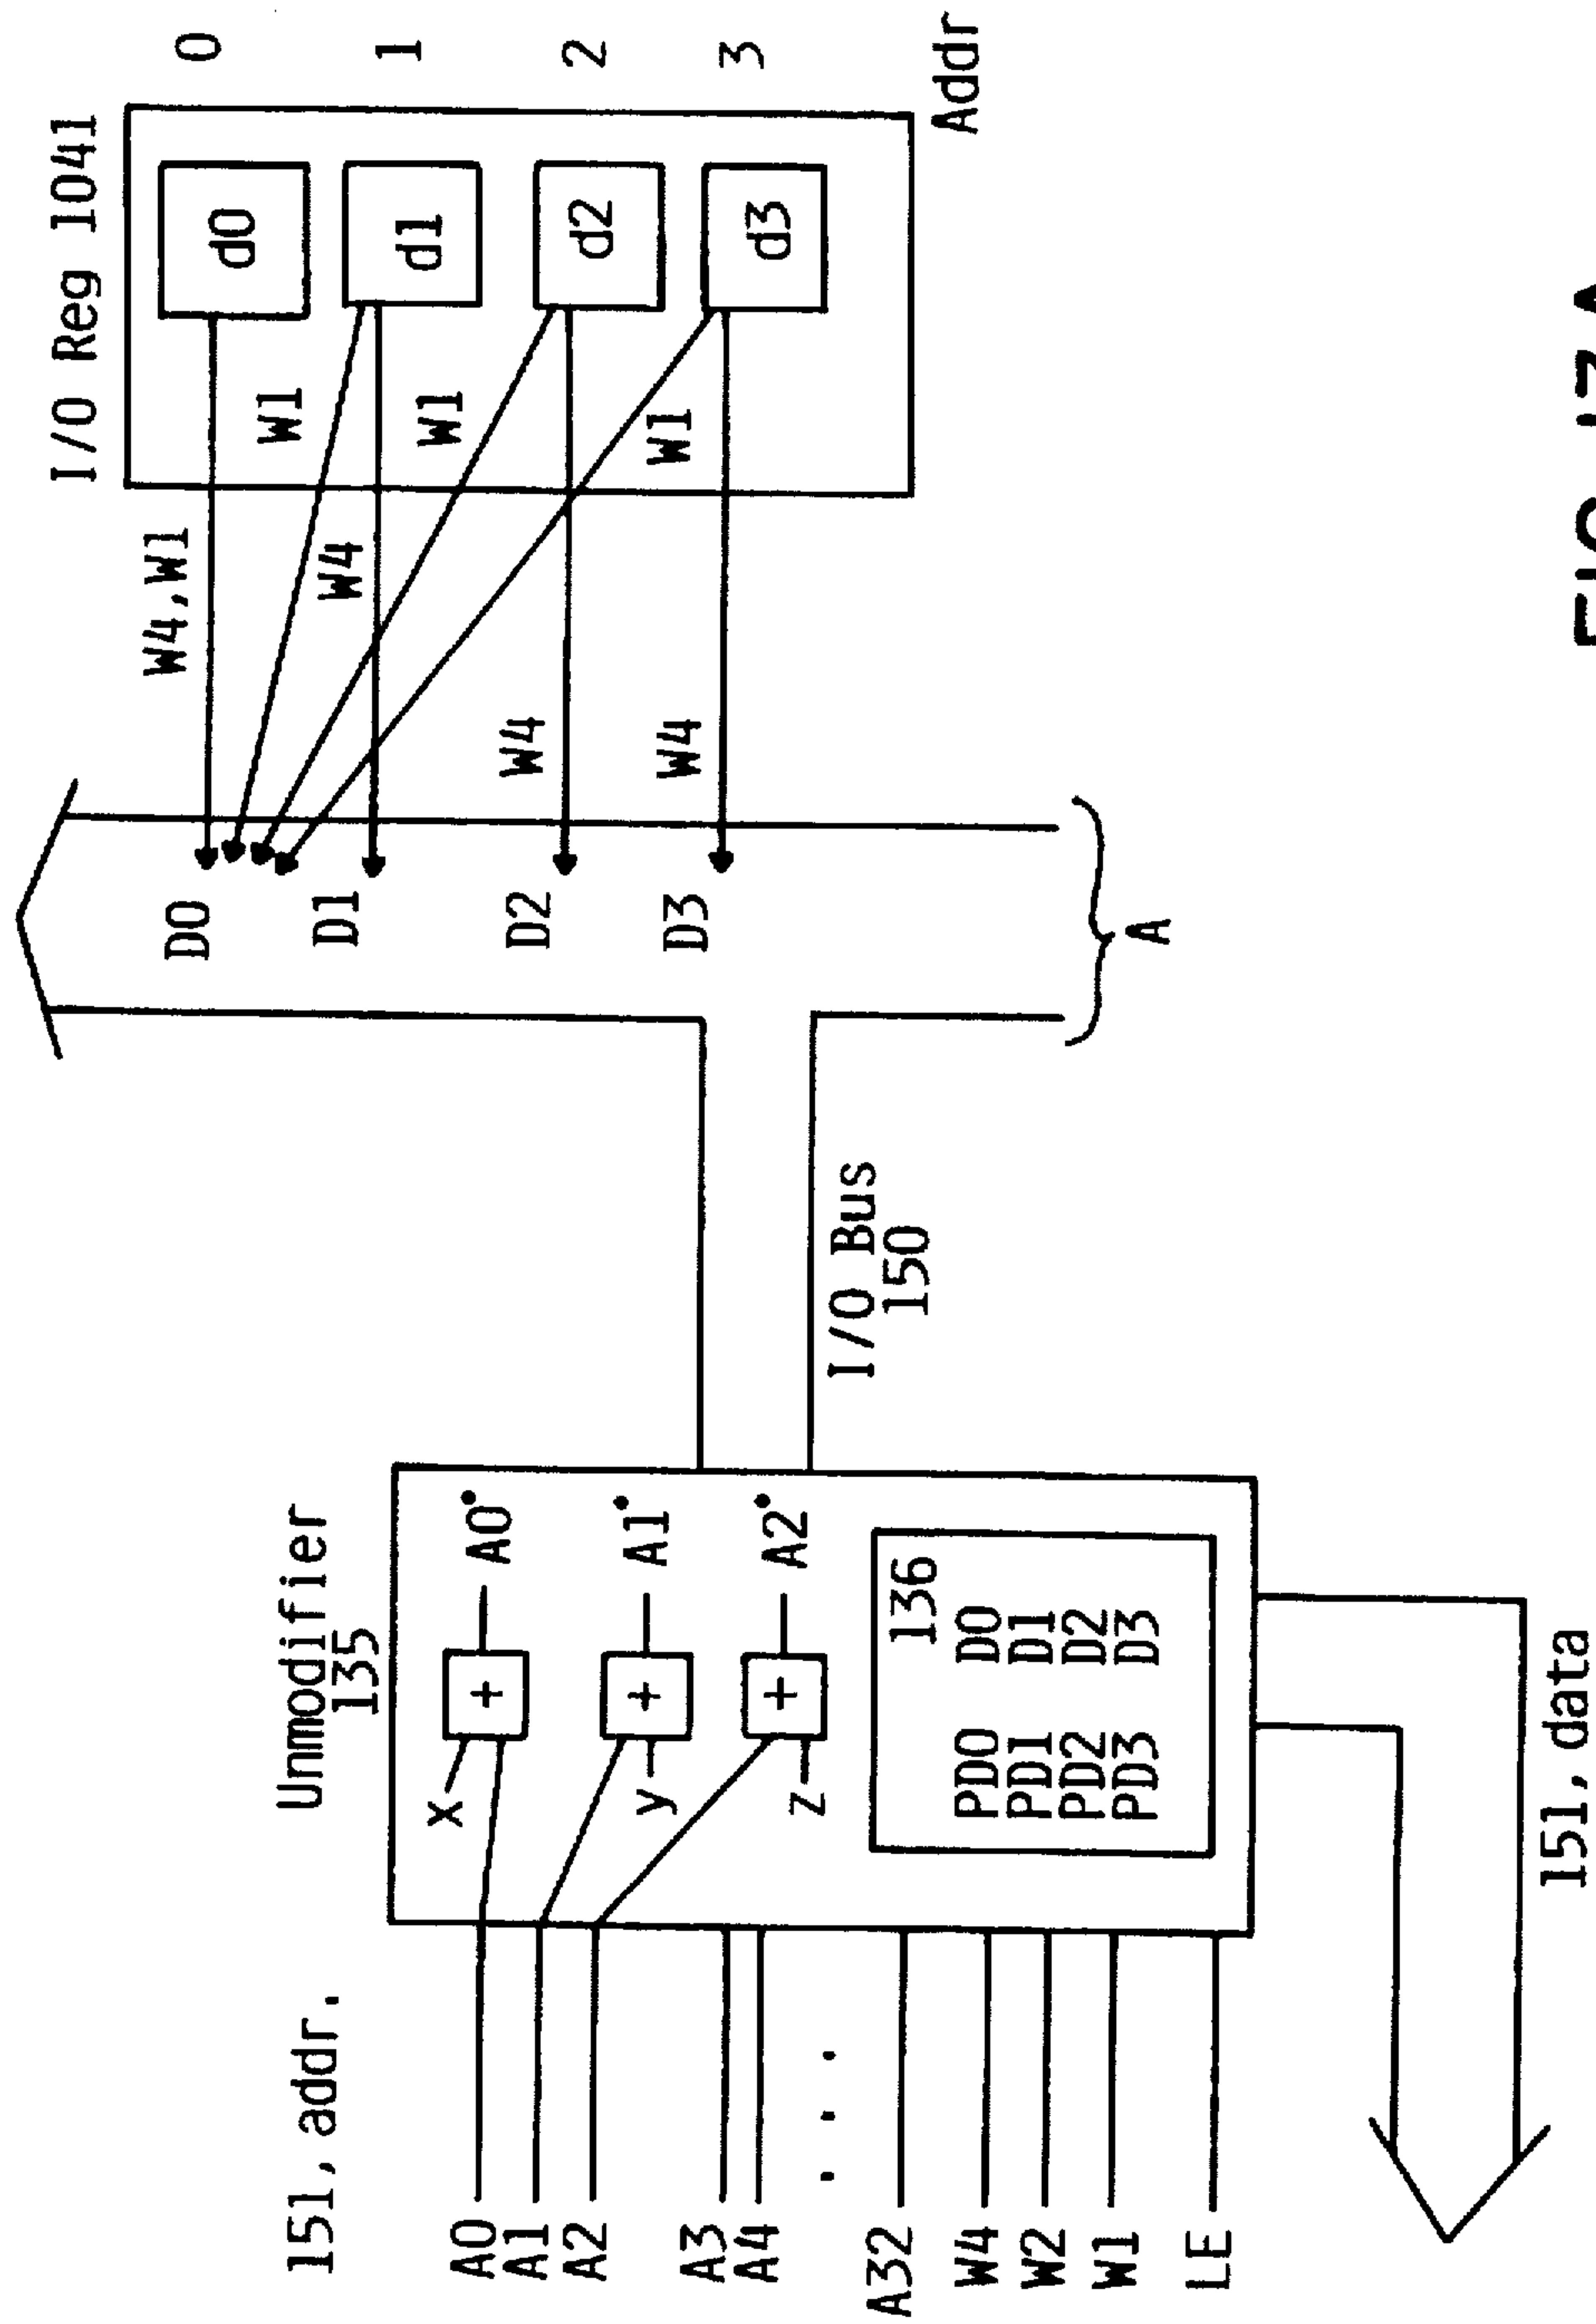 151, addr.
A0
A1
A2
A3
A4
. . .
A32
W4
W2
W1
LE
Unmodifier
135
x
+
A0•
y
+
A1•
z
+
A2•
136
PD0 D0
PD1 D1
PD2 D2
PD3 D3
151, data
I/O Bus
150
D0
D1
D2
D3
A
W4,W1
W1
W4
W1
W4
W1
W4
I/O Reg 1041
d0
0
d1
1
d2
2
d3
3
Addr